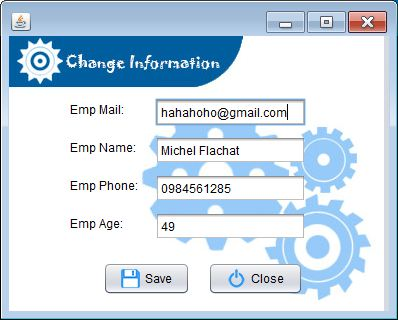 Change Information
Emp Mail: hahahoho@gmail.com
Emp Name: Michel Flachat
Emp Phone: 0984561285
Emp Age: 49
Save Close